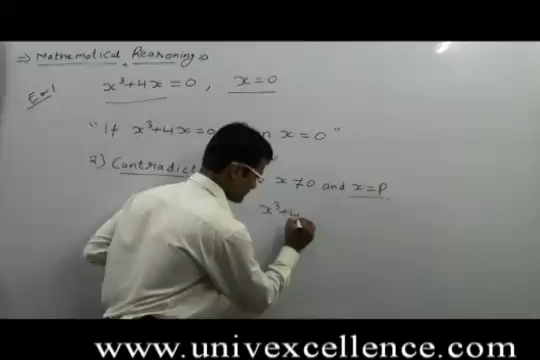 ⇒ Mathematical Reasoning :⇒
Ex 1 x³+4x=0 , x=0
"If x³+4x=0 x=0"
2) Contradict x≠0 and x=P
x³+4
www.univexcellence.com